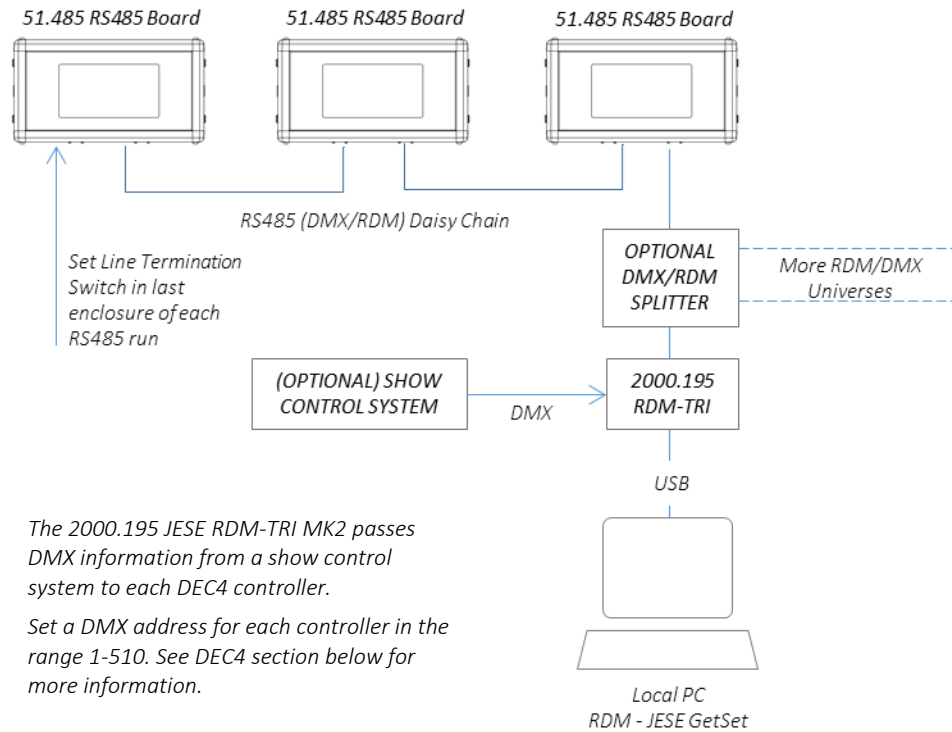 51.485 RS485 Board
51.485 RS485 Board
51.485 RS485 Board
RS485 (DMX/RDM) Daisy Chain
Set Line Termination
Switch in last
enclosure of each
RS485 run
OPTIONAL
DMX/RDM
SPLITTER
More RDM/DMX
Universes
(OPTIONAL) SHOW
CONTROL SYSTEM
DMX
2000.195
RDM-TRI
USB
The 2000.195 JESE RDM-TRI MK2 passes
DMX information from a show control
system to each DEC4 controller.
Set a DMX address for each controller in the
range 1-510. See DEC4 section below for
more information.
Local PC
RDM - JESE GetSet